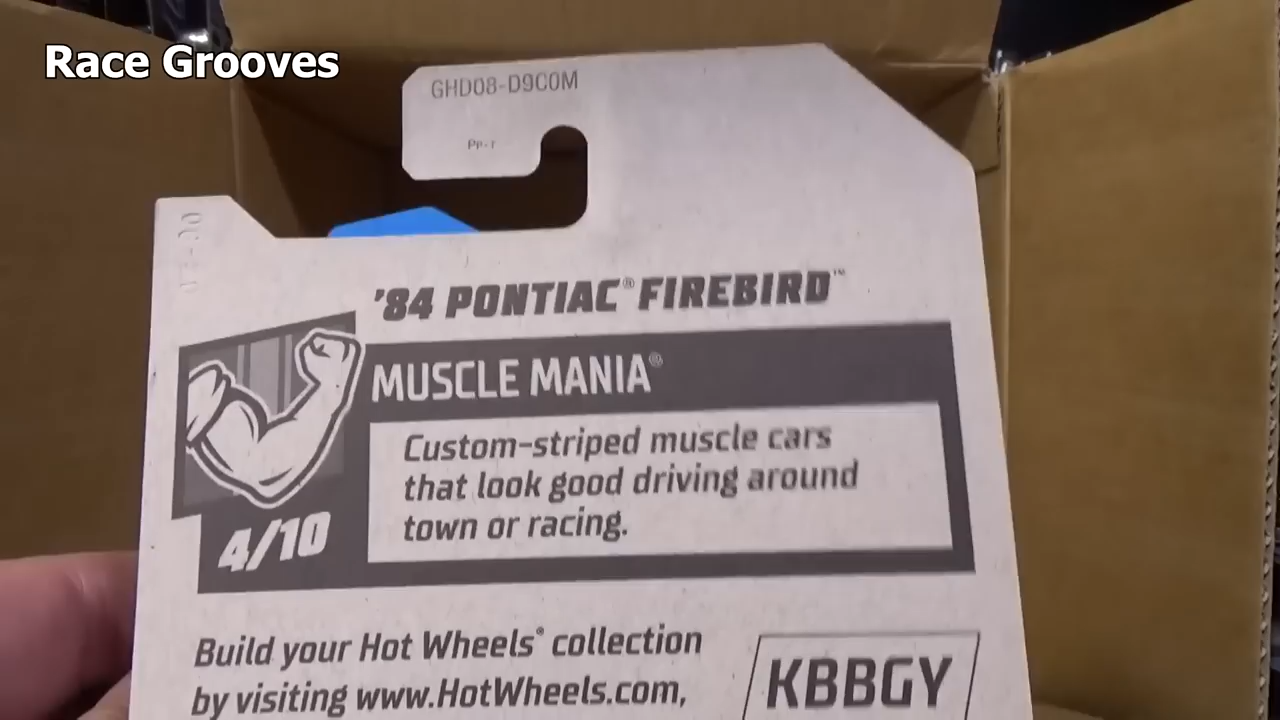 Race Grooves
GHD08-D9C0M
PP-T
'84 PONTIAC® FIREBIRD™
MUSCLE MANIA®
Custom-striped muscle cars
that look good driving around
town or racing.
4/10
Build your Hot Wheels® collection
by visiting www.HotWheels.com,
KBBGY